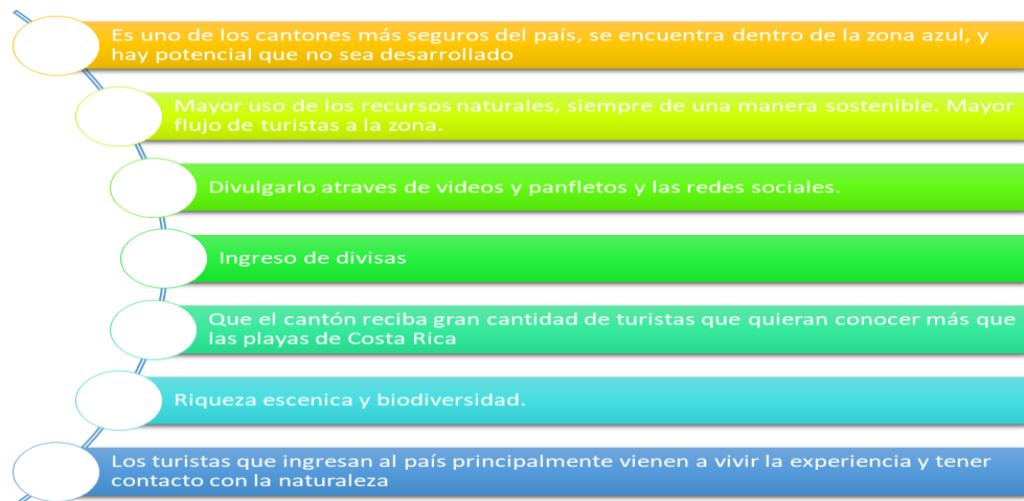 Es uno de los cantones más seguros del país, se encuentra dentro de la zona azul, y
hay potencial que no sea desarrollado
Mayor uso de los recursos naturales, siempre de una manera sostenible. Mayor
flujo de turistas a la zona.
Divulgarlo atraves de videos y panfletos y las redes sociales.
Ingreso de divisas
Que el cantón reciba gran cantidad de turistas que quieran conocer más que
las playas de Costa Rica
Riqueza escenica y biodiversidad.
Los turistas que ingresan al país principalmente vienen a vivir la experiencia y tener
contacto con la naturaleza